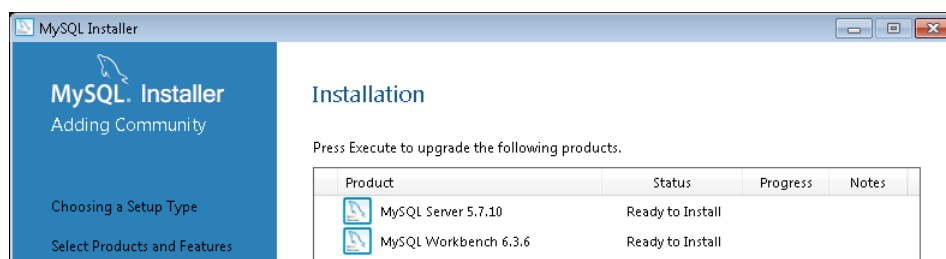 MySQL Installer
MySQL. Installer
Adding Community
Choosing a Setup Type
Select Products and Features
Installation
Press Execute to upgrade the following products.
Product Status Progress Notes
MySQL Server 5.7.10 Ready to Install
MySQL Workbench 6.3.6 Ready to Install